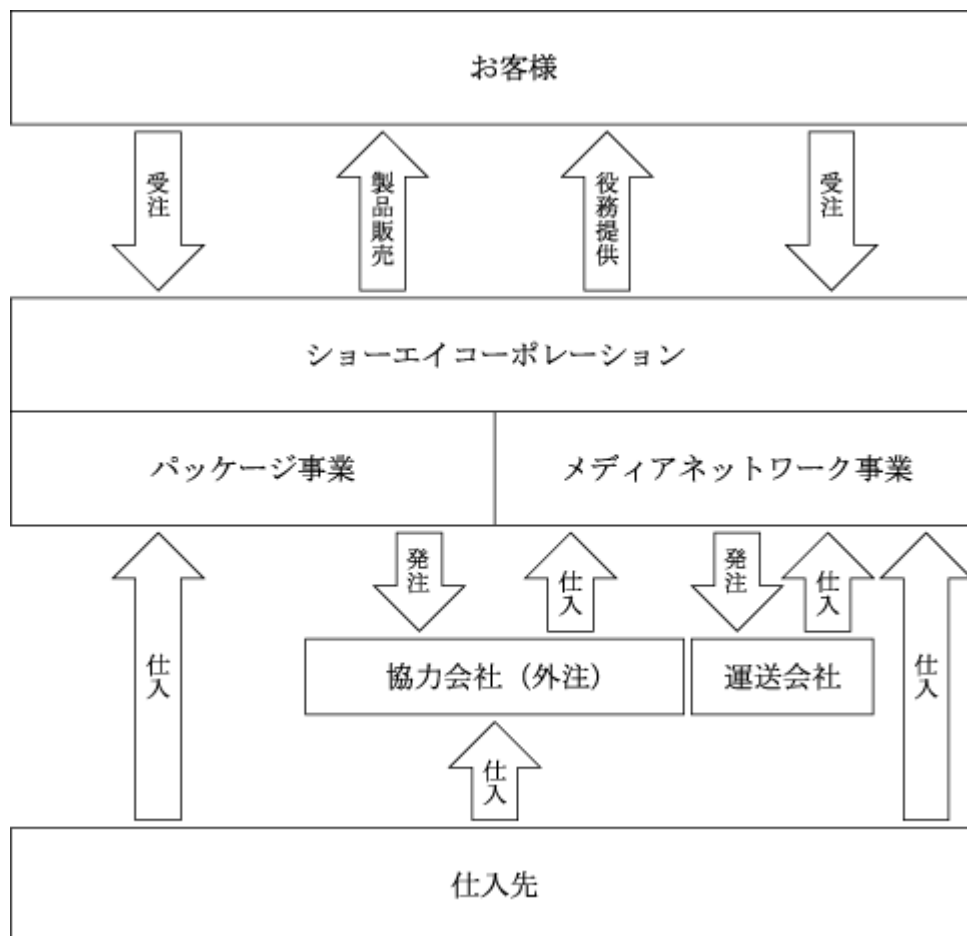 お客様
受注
製品販売
役務提供
受注
ショーエイコーポレーション
パッケージ事業
メディアネットワーク事業
発注
仕入
発注
仕入
仕入
仕入
協力会社（外注）
運送会社
仕入
仕入先